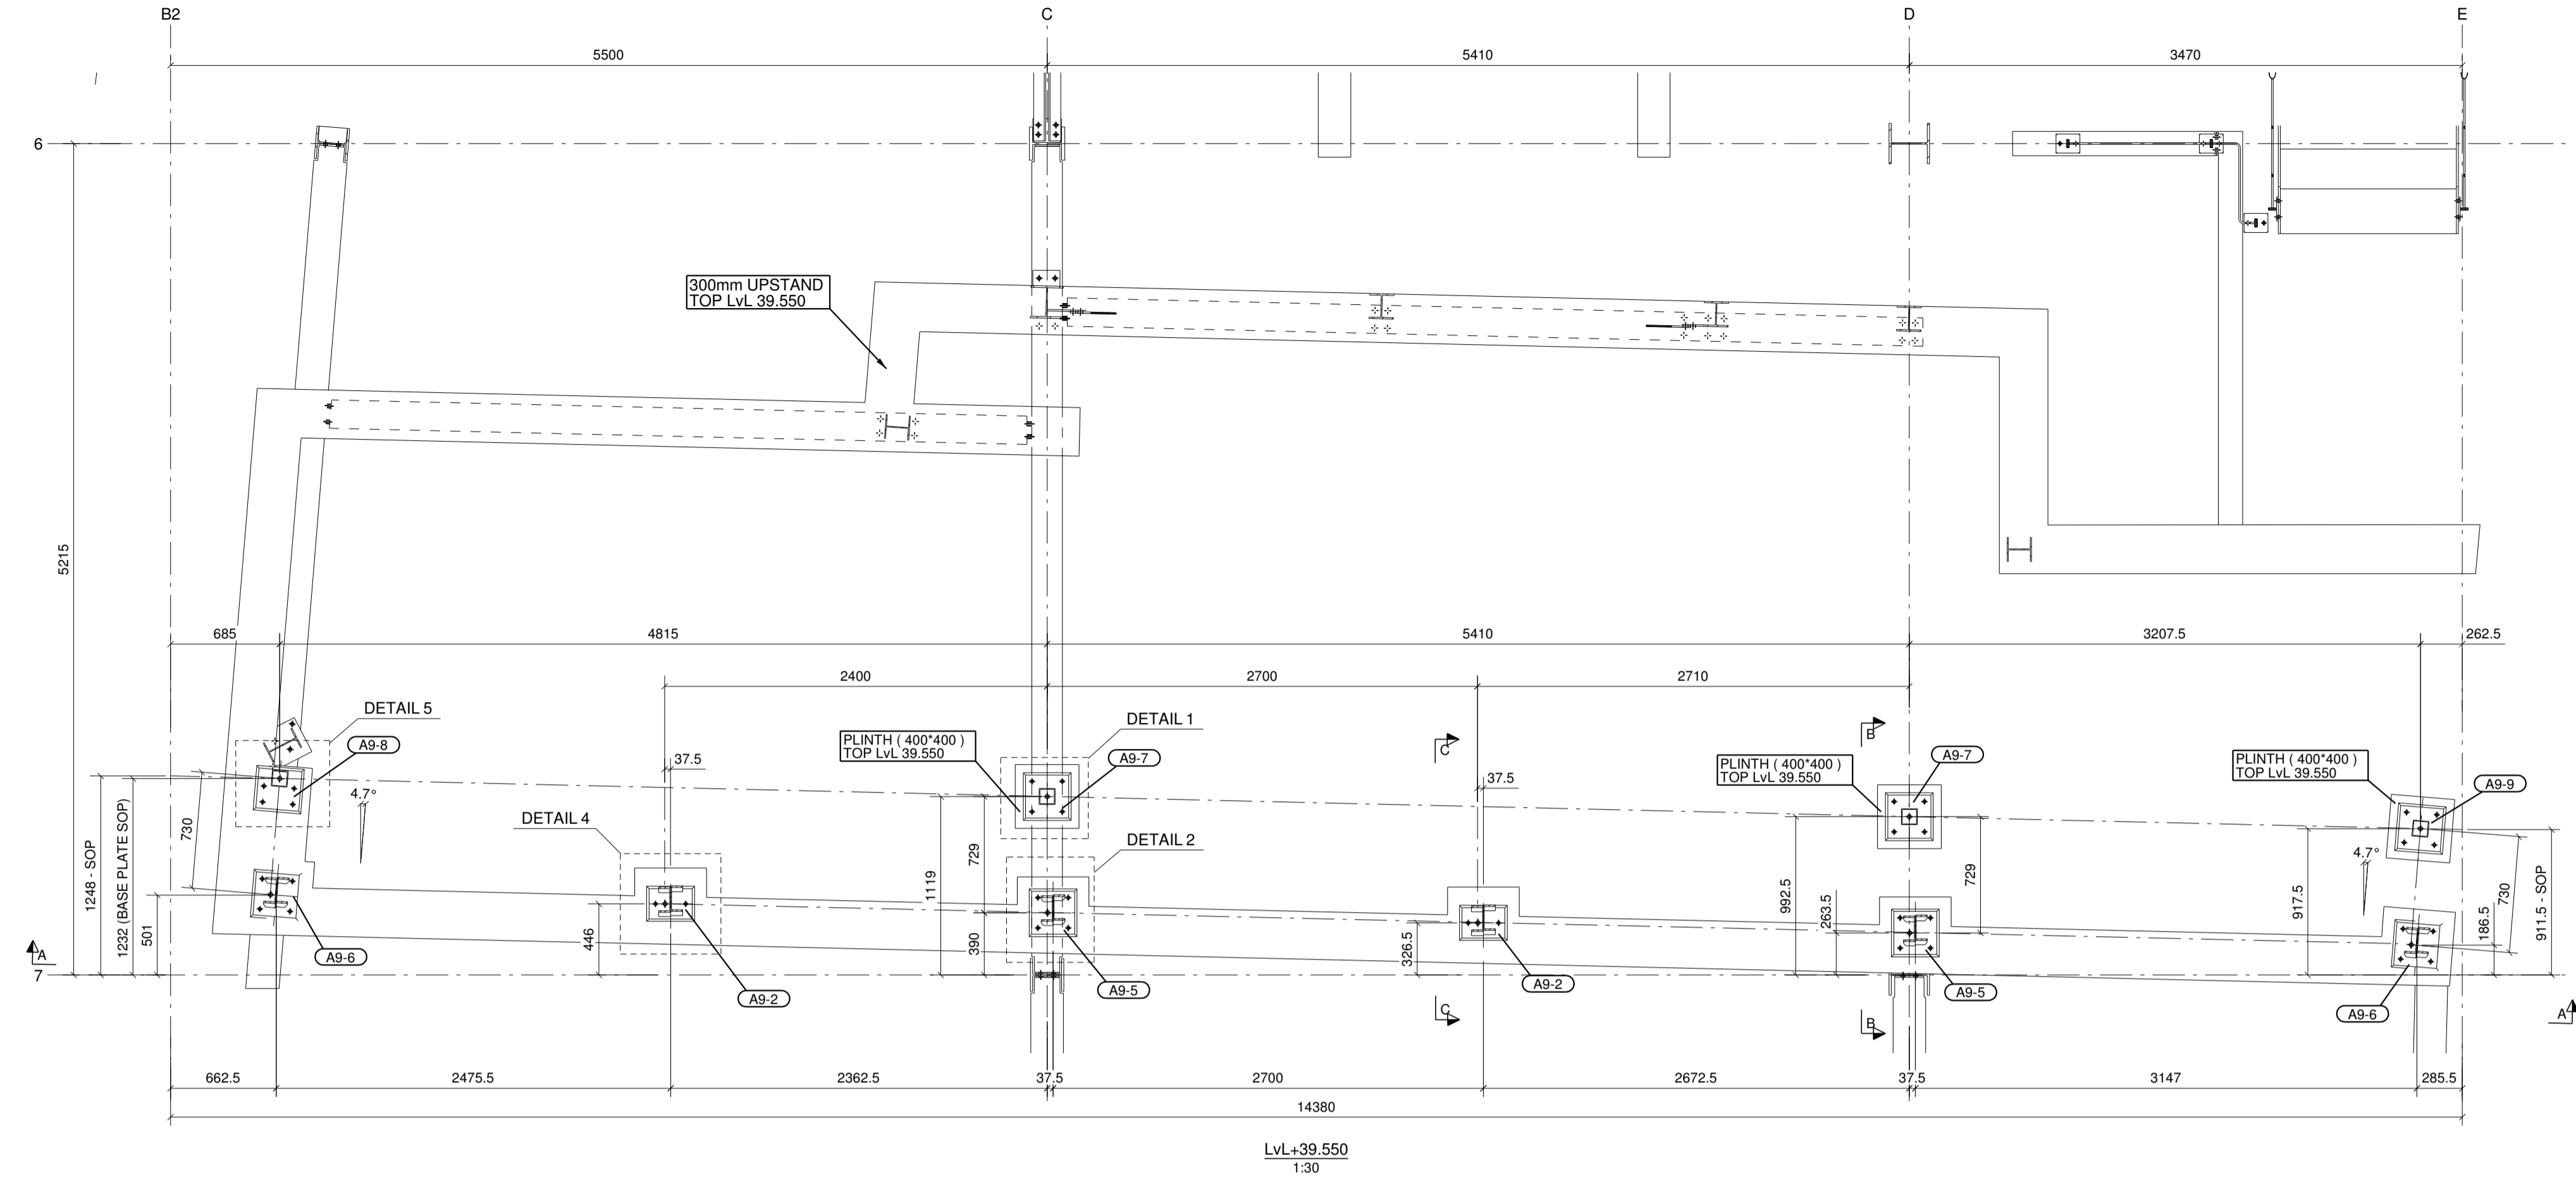 B2
C
D
E
5500
5410
3470
6
300mm UPSTAND
TOP LvL 39.550
5215
685
4815
5410
3207.5
262.5
2400
2700
2710
DETAIL 5
A9-8
DETAIL 1
PLINTH ( 400*400 )
TOP LvL 39.550
A9-7
37.5
C
B
PLINTH ( 400*400 )
TOP LvL 39.550
A9-7
PLINTH ( 400*400 )
TOP LvL 39.550
A9-9
37.5
4.7°
730
DETAIL 4
DETAIL 2
1248 - SOP
1232 (BASE PLATE SOP)
501
446
1119
729
390
326.5
992.5
263.5
729
917.5
4.7°
730
186.5
911.5 - SOP
A
7
A9-6
A9-2
A9-5
A9-2
A9-5
A9-6
C
B
A
662.5
2475.5
2362.5
37.5
2700
2672.5
37.5
3147
285.5
14380
LvL+39.550
1:30